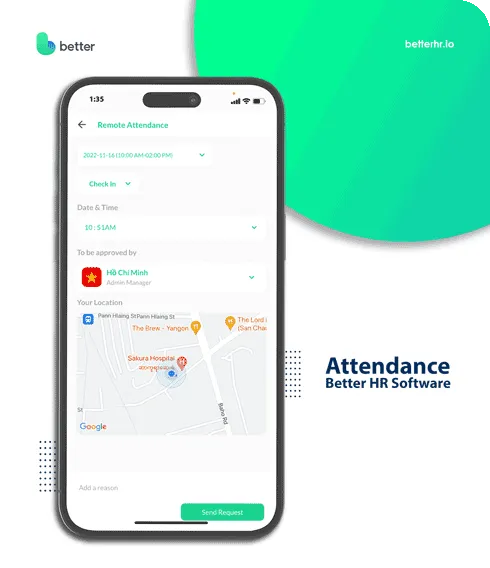 better
betterhr.io
1:35
Remote Attendance
2022-11-16 (10:00 AM-02:00 PM)
Check In
Date & Time
10 : 51AM
To be approved by
Hồ Chí Minh
Admin Manager
Your Location
Pann Hlaing St
Pann Hlaing St
The Brew - Yangon
The Lord
(San Chau
Sakura Hospital
Baho Rd
St
Google
Add a reason
Send Request
Attendance
Better HR Software